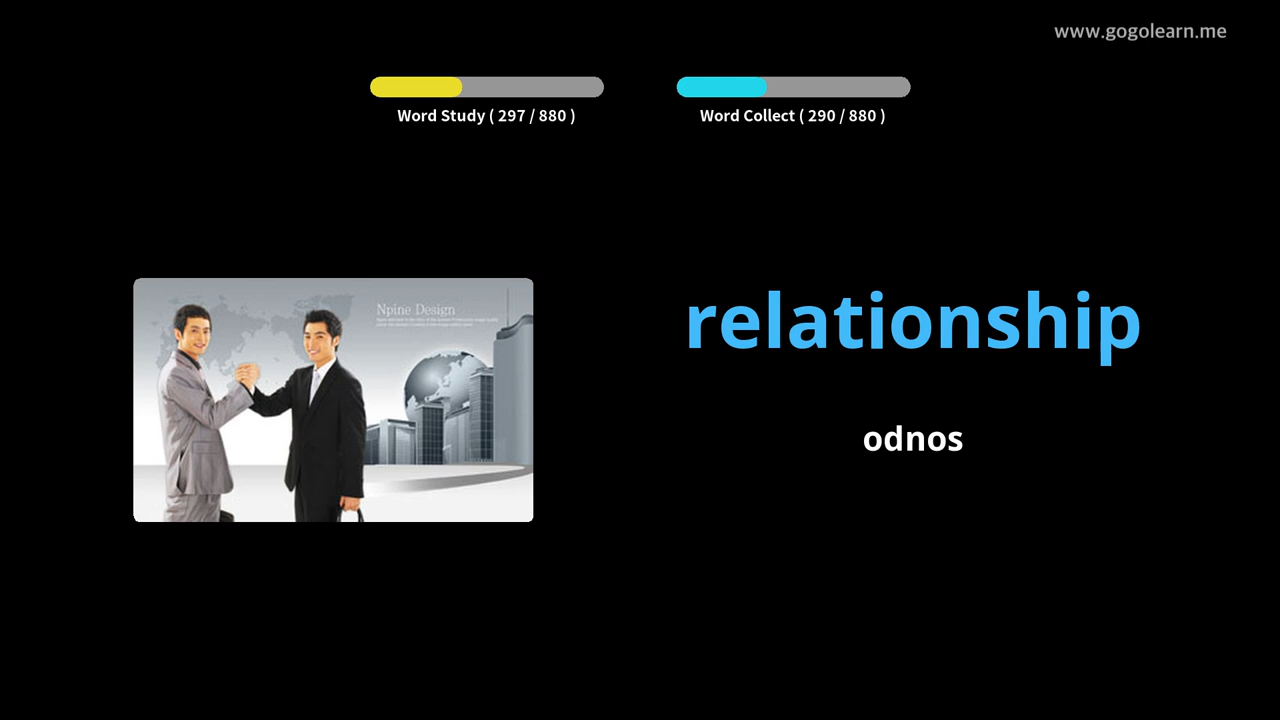 www.gogolearn.me
Word Study ( 297 / 880 )
Word Collect ( 290 / 880 )
Npine Design
relationship
odnos